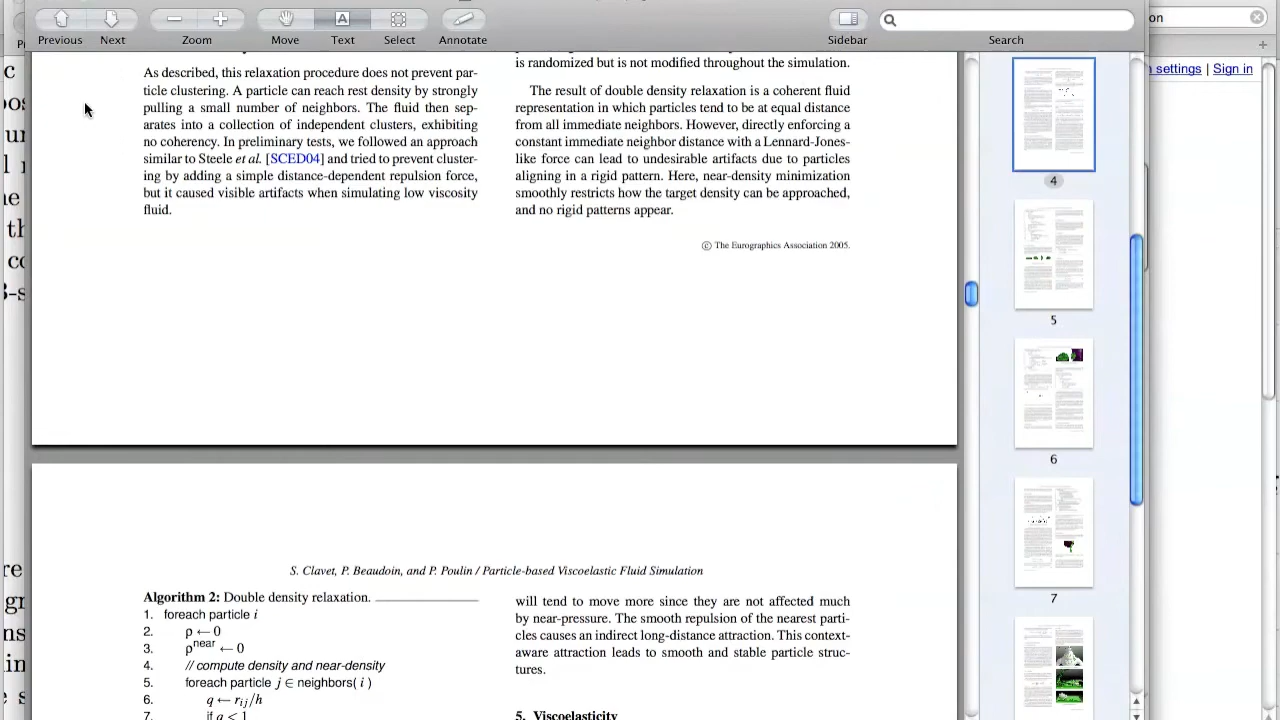 Previous Next Zoom Move Text Select Annotate Sidebar Search
on
settings | Sign in
As described, this relaxation procedure does not prevent par-
ticle clustering. A particle can reach rest density by strongly
attracting a small number of neighbors. The fluid then sep-
arates into a collection of independent clusters, exhibiting
no coherency. In preliminary tests, we followed an approach
similar to Steele et al. [SCED04] and tried to prevent cluster-
ing by adding a simple distance-dependent repulsion force,
but it caused visible artifacts when simulating low viscosity
fluid.
is randomized but is not modified throughout the simulation.
The result of double density relaxation is a coherent fluid
representation in which particles tend to be at equal distance
from their immediate neighbors. However, directly enforcing a
constant immediate neighbor distance with a Lennard-Jones-
like force can lead to undesirable artifacts due to particles
aligning in a rigid pattern. Here, near-density minimization
smoothly restricts how the target density can be approached,
and no rigid patterns appear.
© The Eurographics Association 2005.
S. Clavet, P. Beaudoin, and P. Poulin / Particle-based Viscoelastic Fluid Simulation
Algorithm 2: Double density relaxation.
1. foreach particle i
2. ρ ← 0
3. ρnear ← 0
4. // compute density and near-density
5. foreach particle j ∈ neighbors( i )
6. q ← rij/h
7. if q < 1
will tend to move more since they are not affected much
by near-pressure. The smooth repulsion of the nearest parti-
cles causes an indirect long-distance attraction. This context-
aware attraction leads to smooth and stable particle struc-
tures.
5. Viscoelasticity
4
5
6
7